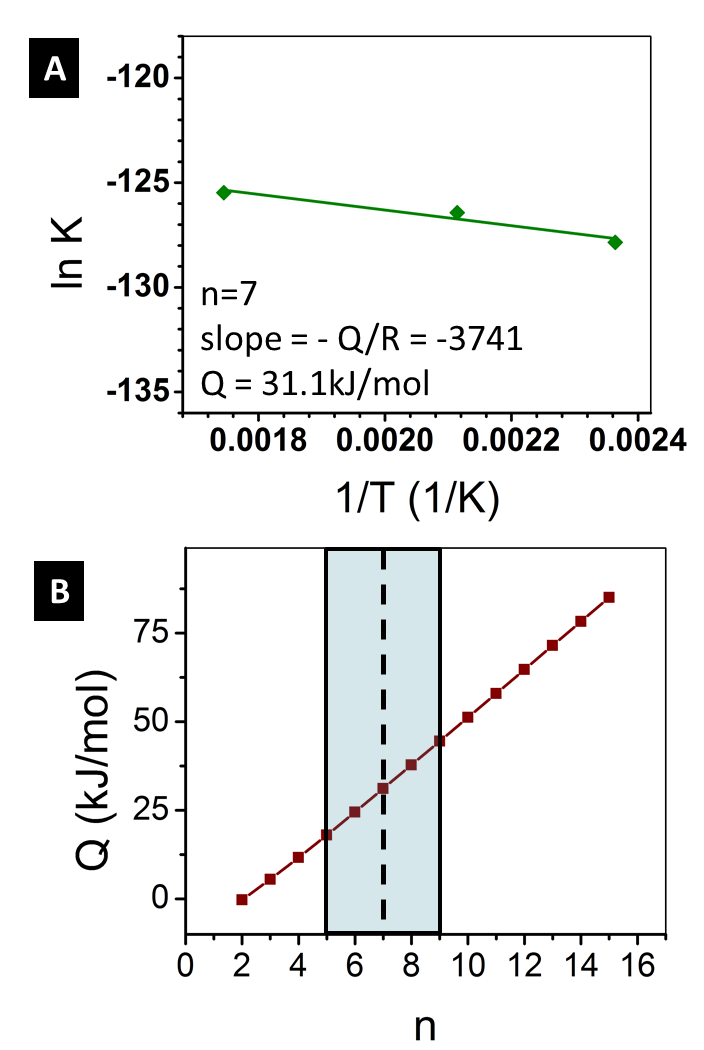 A
-120
-125
-130
-135
ln K
n=7
slope = - Q/R = -3741
Q = 31.1kJ/mol
0.0018 0.0020 0.0022 0.0024
1/T (1/K)
B
75
50
25
0
Q (kJ/mol)
0 2 4 6 8 10 12 14 16
n